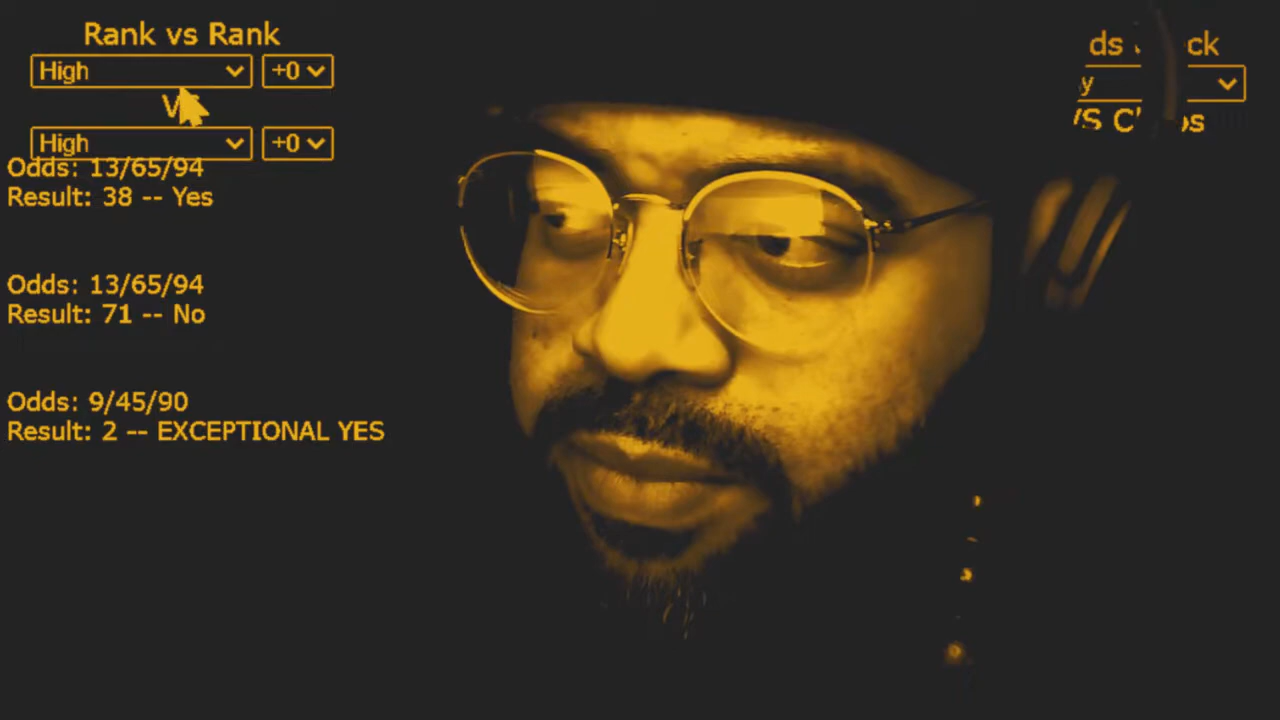 Rank vs Rank
High +0
High +0
Odds: 13/65/94
Result: 38 -- Yes
Odds: 13/65/94
Result: 71 -- No
Odds: 9/45/90
Result: 2 -- EXCEPTIONAL YES